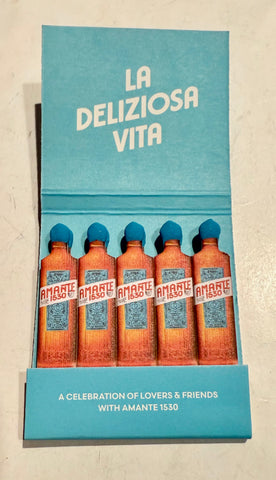 LA
DELIZIOSA
VITA
AMANTE
1530
AMANTE
1530
AMANTE
1530
AMANTE
1530
AMANTE
1530
A CELEBRATION OF LOVERS & FRIENDS
WITH AMANTE 1530